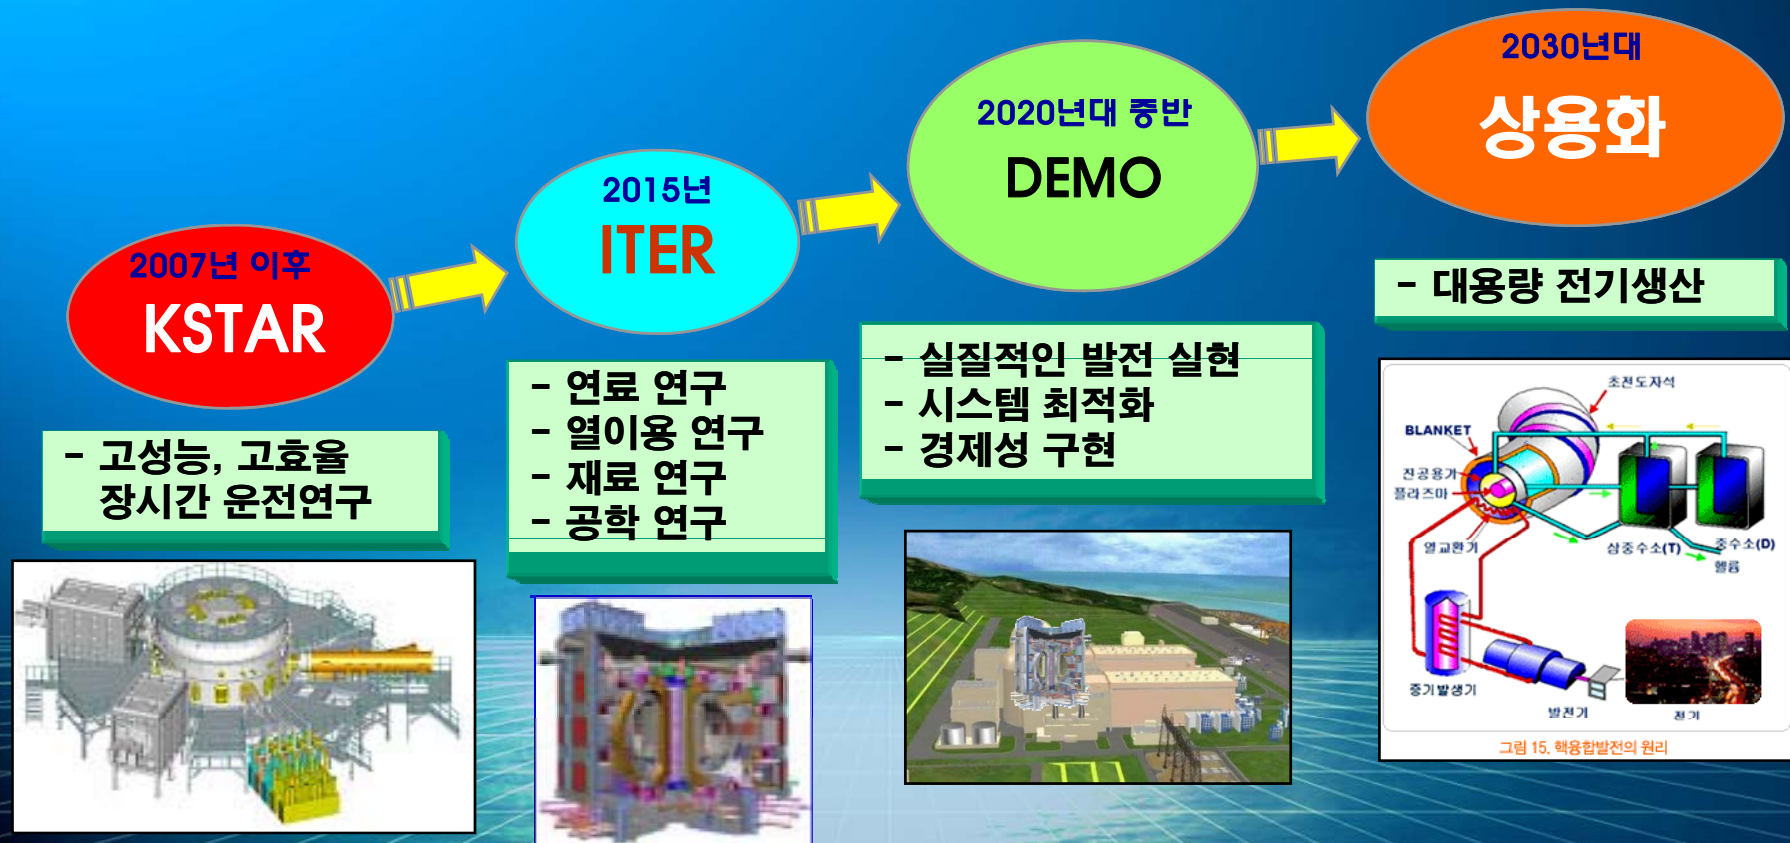 2007년 이후
KSTAR
- 고성능, 고효율
장시간 운전연구
2015년
ITER
- 연료 연구
- 열이용 연구
- 재료 연구
- 공학 연구
2020년대 중반
DEMO
- 실질적인 발전 실현
- 시스템 최적화
- 경제성 구현
2030년대
상용화
- 대용량 전기생산
초전도자석
BLANKET
진공용기
플라즈마
열교환기
삼중수소(T)
중수소(D)
헬륨
증기발생기
발전기
전기
그림 15. 핵융합발전의 원리